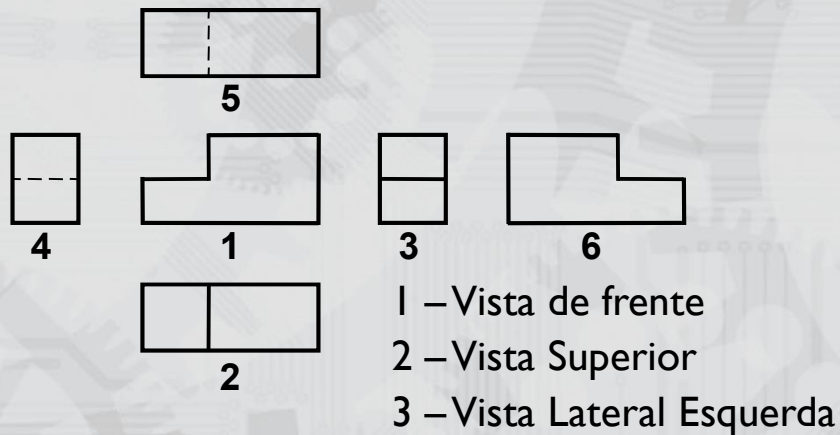 5
4 1 3 6
2
1 – Vista de frente
2 – Vista Superior
3 – Vista Lateral Esquerda